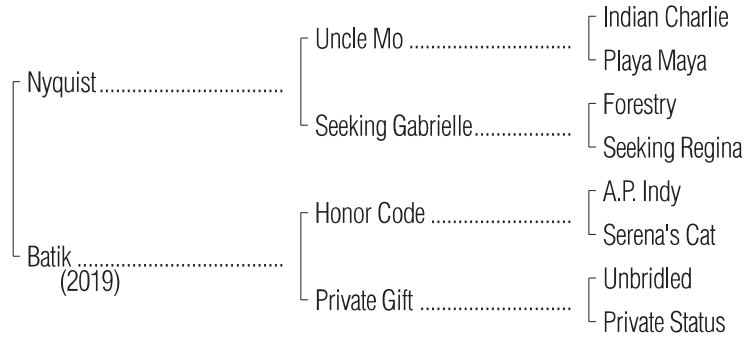 Indian Charlie
Uncle Mo
Playa Maya
Nyquist
Forestry
Seeking Gabrielle
Seeking Regina
A.P. Indy
Honor Code
Serena's Cat
Batik
(2019)
Unbridled
Private Gift
Private Status